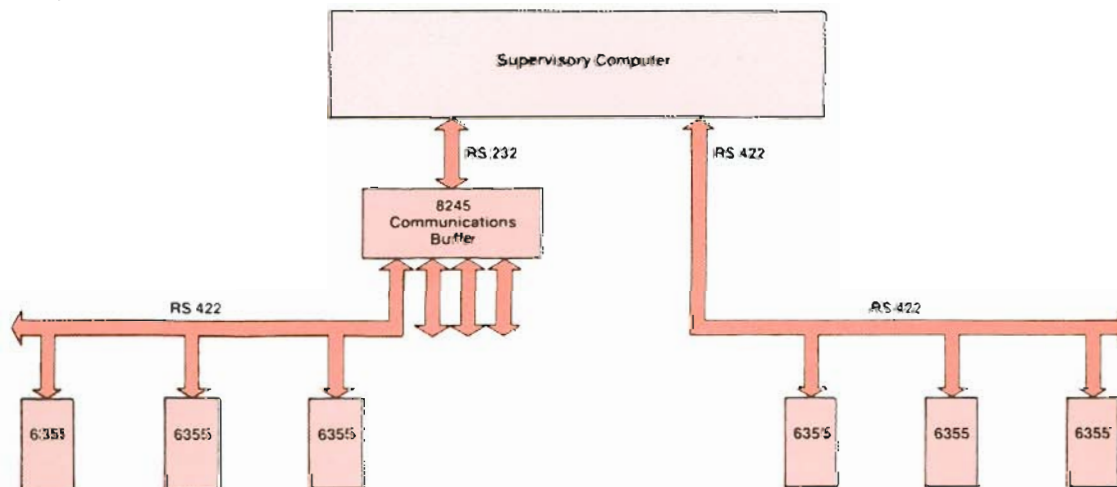 Supervisory Computer
RS 232
RS 422
8245
Communications
Buffer
RS 422
RS 422
6355
6355
6355
6355
6355
6355